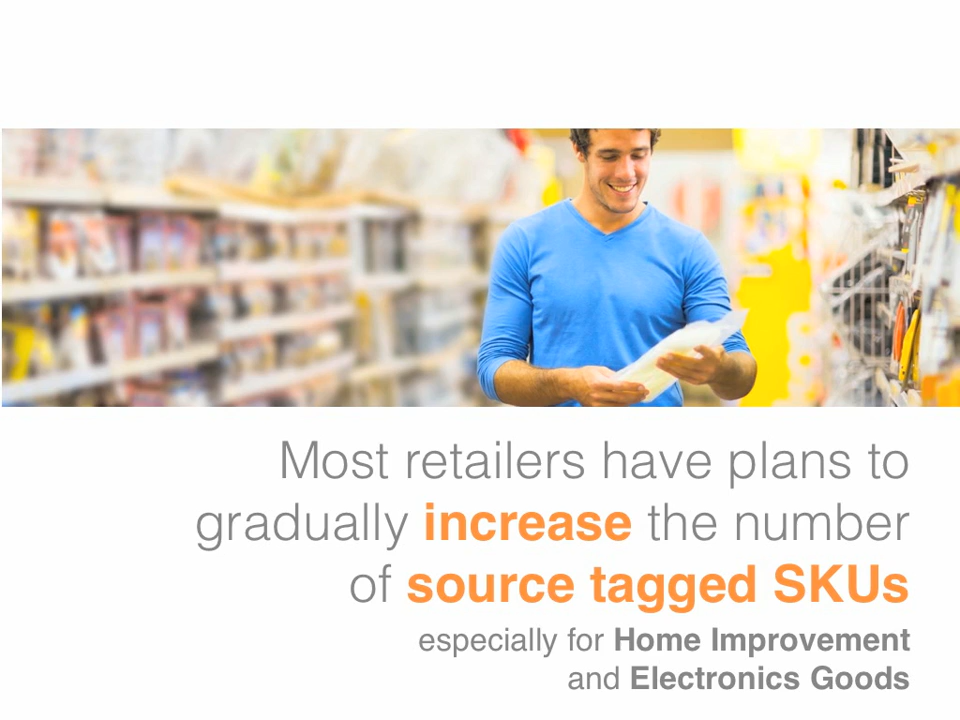 Most retailers have plans to
gradually increase the number
of source tagged SKUs
especially for Home Improvement
and Electronics Goods